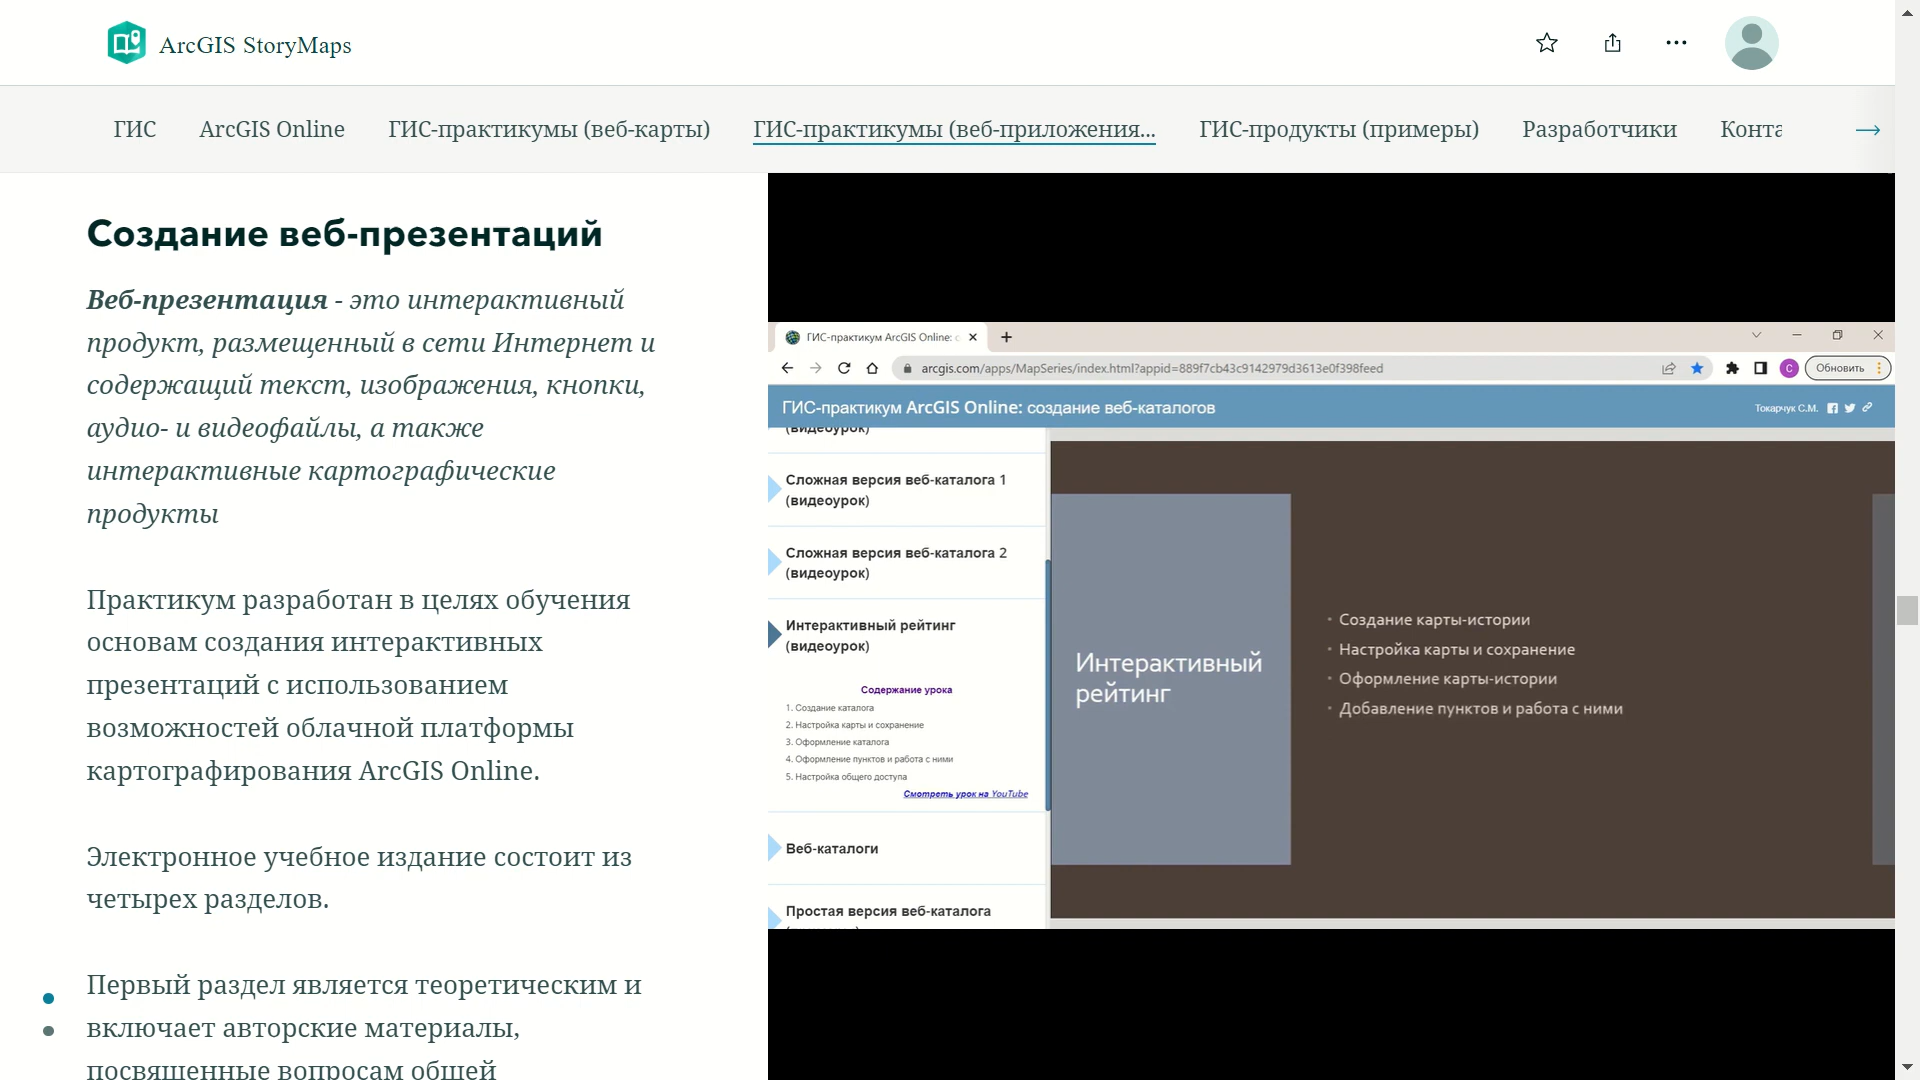 ArcGIS StoryMaps
ГИС
ArcGIS Online
ГИС-практикумы (веб-карты)
ГИС-практикумы (веб-приложения...
ГИС-продукты (примеры)
Разработчики
Конта
Создание веб-презентаций
Веб-презентация - это интерактивный
продукт, размещенный в сети Интернет и
содержащий текст, изображения, кнопки,
аудио- и видеофайлы, а также
интерактивные картографические
продукты
Практикум разработан в целях обучения
основам создания интерактивных
презентаций с использованием
возможностей облачной платформы
картографирования ArcGIS Online.
Электронное учебное издание состоит из
четырех разделов.
Первый раздел является теоретическим и
включает авторские материалы,
посвященные вопросам общей
ГИС-практикум ArcGIS Online: с
arcgis.com/apps/MapSeries/index.html?appid=889f7cb43c9142979d3613e0f398feed
С
Обновить
ГИС-практикум ArcGIS Online: создание веб-каталогов
Токарчук С.М.
(видеоурок)
Сложная версия веб-каталога 1
(видеоурок)
Сложная версия веб-каталога 2
(видеоурок)
Интерактивный рейтинг
(видеоурок)
Содержание урока
1. Создание каталога
2. Настройка карты и сохранение
3. Оформление каталога
4. Оформление пунктов и работа с ними
5. Настройка общего доступа
Смотреть урок на YouTube
Веб-каталоги
Простая версия веб-каталога
Интерактивный
рейтинг
• Создание карты-истории
• Настройка карты и сохранение
• Оформление карты-истории
• Добавление пунктов и работа с ними